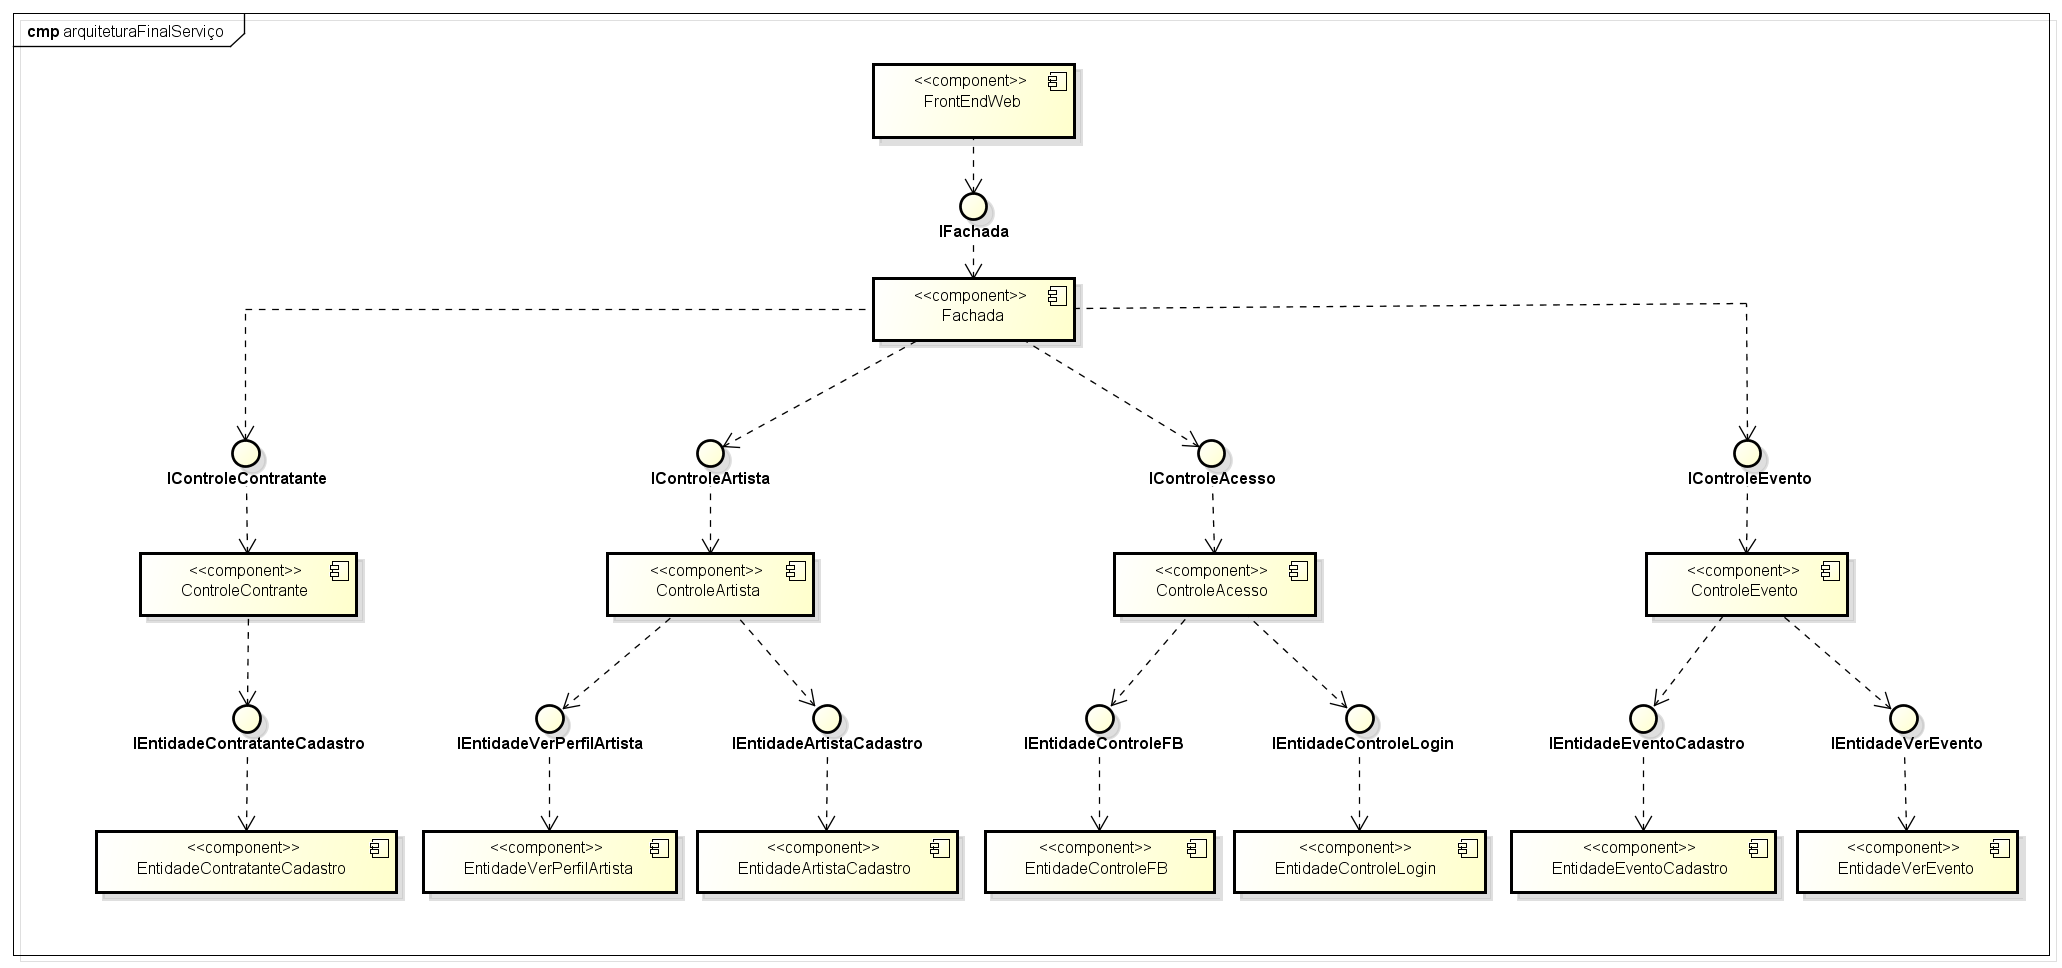 cmp arquiteturaFinalServiço
<<component>>
FrontEndWeb
IFachada
<<component>>
Fachada
IControleContratante
IControleArtista
IControleAcesso
IControleEvento
<<component>>
ControleContrante
<<component>>
ControleArtista
<<component>>
ControleAcesso
<<component>>
ControleEvento
IEntidadeContratanteCadastro
IEntidadeVerPerfilArtista
IEntidadeArtistaCadastro
IEntidadeControleFB
IEntidadeControleLogin
IEntidadeEventoCadastro
IEntidadeVerEvento
<<component>>
EntidadeContratanteCadastro
<<component>>
EntidadeVerPerfilArtista
<<component>>
EntidadeArtistaCadastro
<<component>>
EntidadeControleFB
<<component>>
EntidadeControleLogin
<<component>>
EntidadeEventoCadastro
<<component>>
EntidadeVerEvento